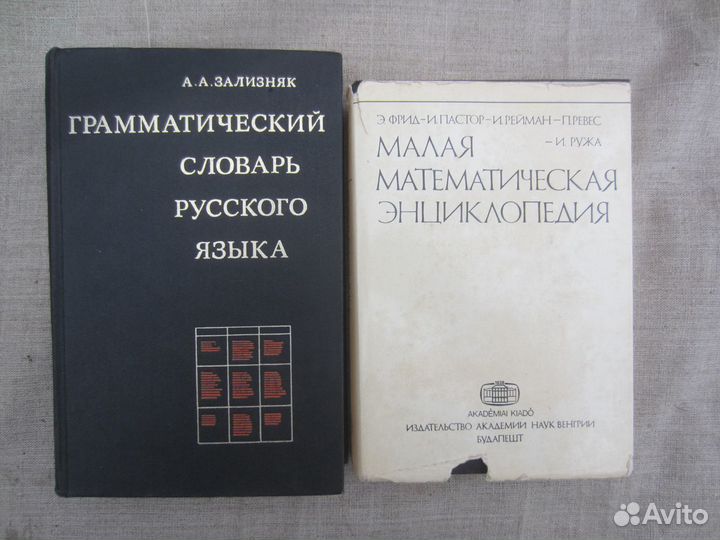 А.А.ЗАЛИЗНЯК
ГРАММАТИЧЕСКИЙ
СЛОВАРЬ
РУССКОГО
ЯЗЫКА
Э.ФРИД–И.ПАСТОР–И.РЕЙМАН–П.РЕВЕС
–И.РУЖА
МАЛАЯ
МАТЕМАТИЧЕСКАЯ
ЭНЦИКЛОПЕДИЯ
1828
AKADÉMIAI KIADÓ
ИЗДАТЕЛЬСТВО АКАДЕМИИ НАУК ВЕНГРИИ
БУДАПЕШТ
Avito